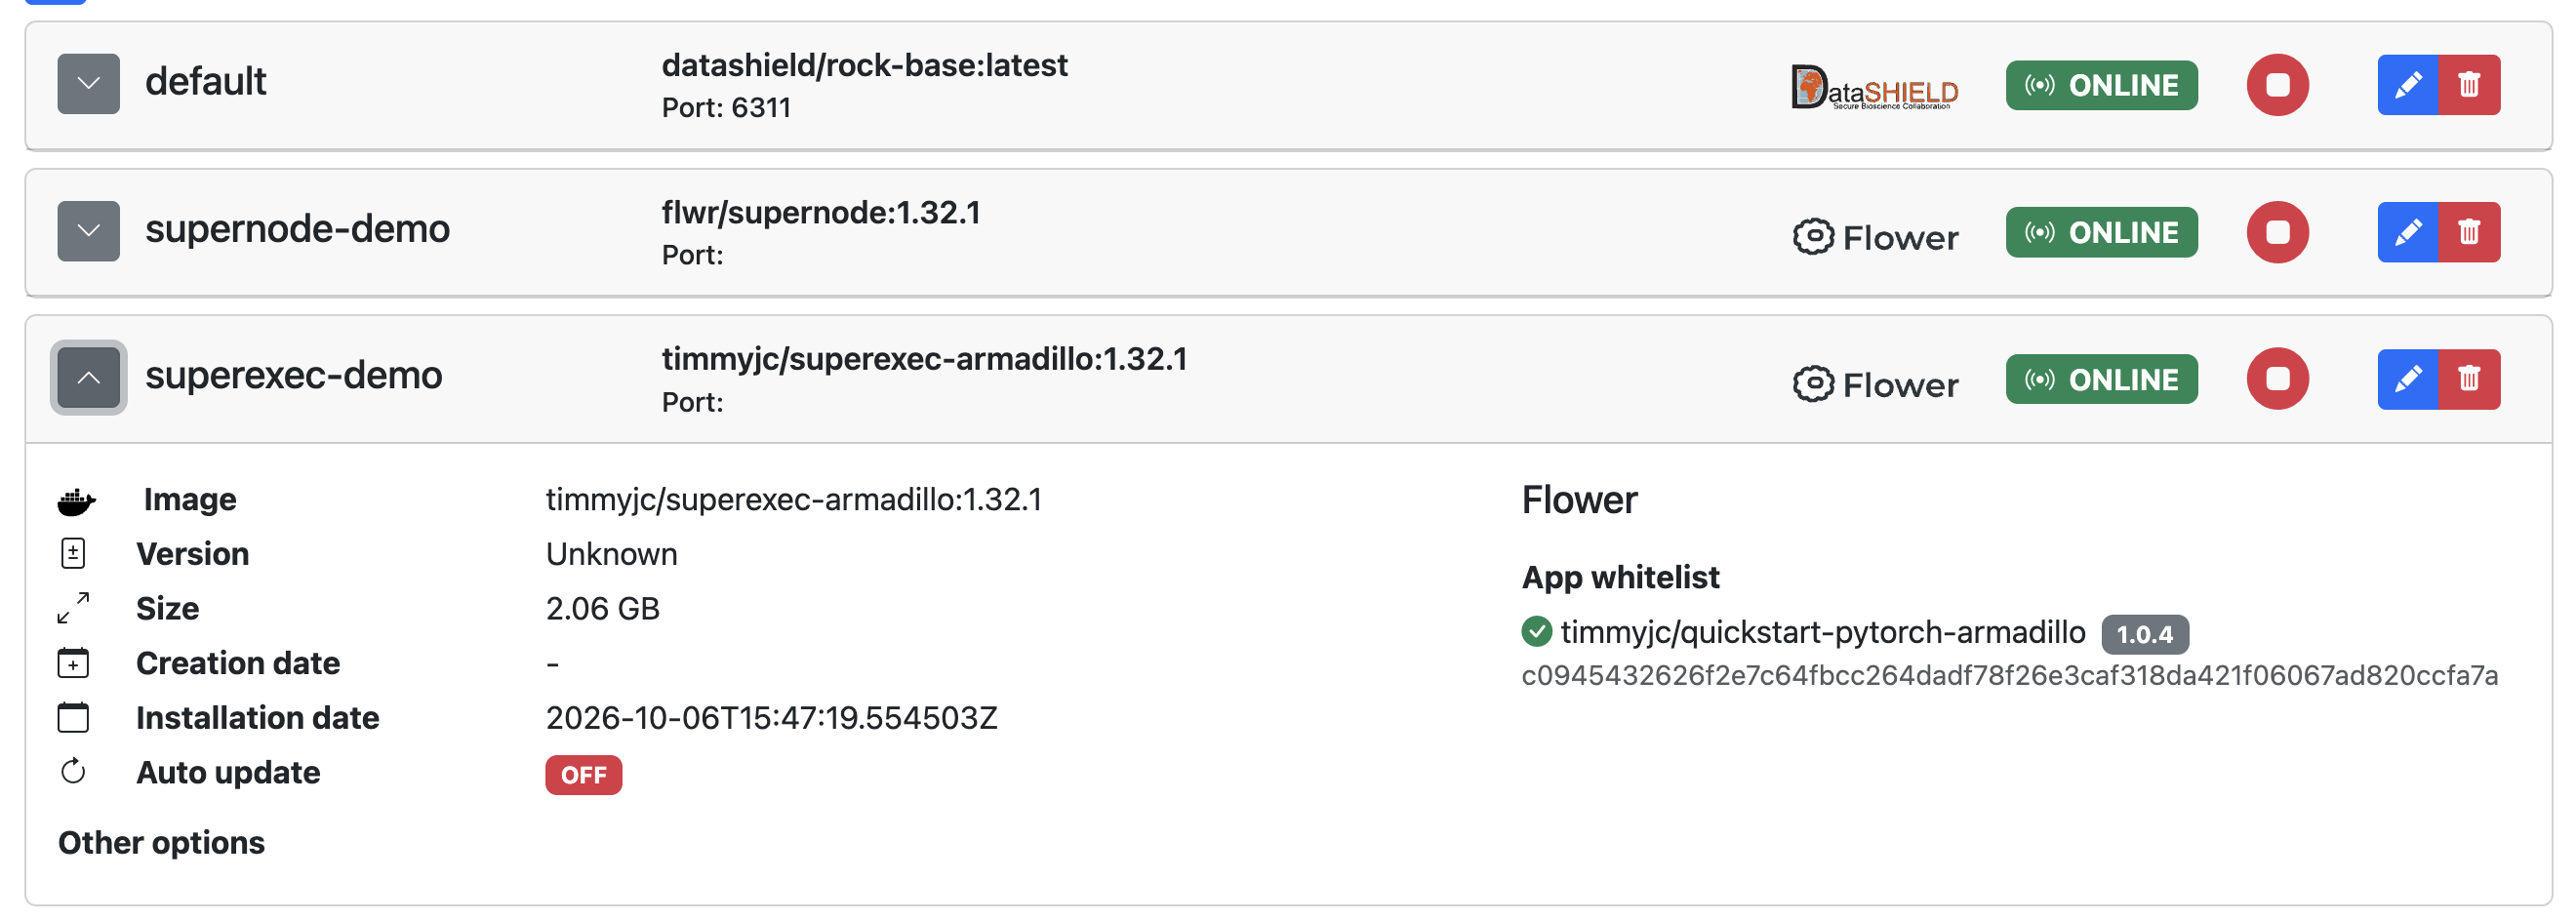 default
datashield/rock-base:latest
Port: 6311
DataSHIELD
Secure Bioscience Collaboration
ONLINE
supernode-demo
flwr/supernode:1.32.1
Port:
Flower
ONLINE
superexec-demo
timmyjc/superexec-armadillo:1.32.1
Port:
Flower
ONLINE
Image timmyjc/superexec-armadillo:1.32.1
Version Unknown
Size 2.06 GB
Creation date -
Installation date 2026-10-06T15:47:19.554503Z
Auto update OFF
Other options
Flower
App whitelist
timmyjc/quickstart-pytorch-armadillo 1.0.4
c0945432626f2e7c64fbcc264dadf78f26e3caf318da421f06067ad820ccfa7a